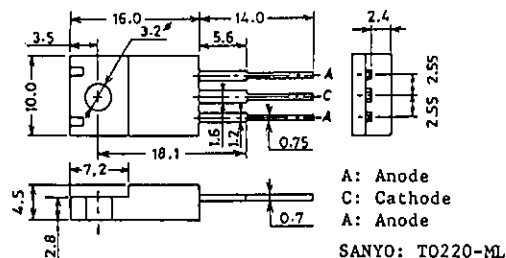 16.0
14.0
3.5
3.2ø
5.6
2.4
A
C
A
10.0
2.55
2.55
1.6
1.2
0.75
18.1
7.2
4.5
2.8
0.7
A: Anode
C: Cathode
A: Anode
SANYO: TO220-ML